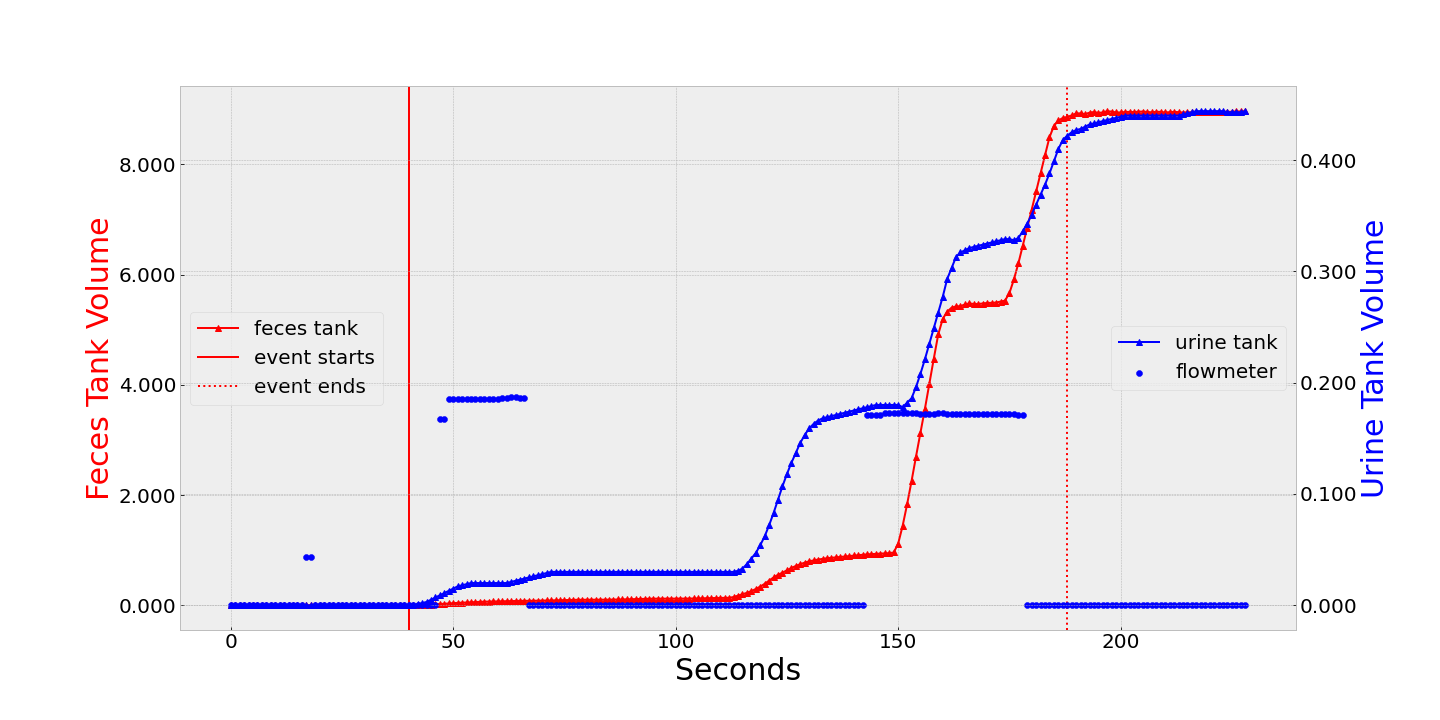 Feces Tank Volume
8.000
6.000
4.000
2.000
0.000
feces tank
event starts
event ends
0
50
100
150
200
Seconds
urine tank
flowmeter
0.400
0.300
0.200
0.100
0.000
Urine Tank Volume